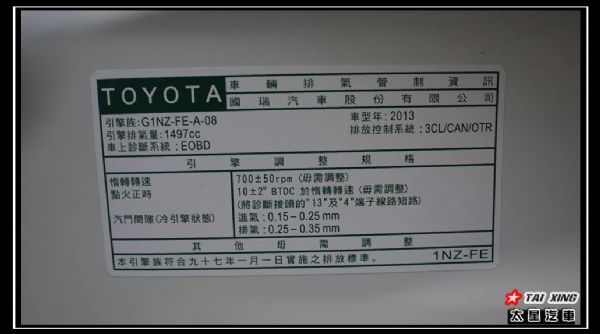 TOYOTA
車輛排氣管制資訊
國瑞汽車股份有限公司
引擎族:G1NZ-FE-A-08
引擎排氣量:1497cc
車上診斷系統:EOBD
車型年:2013
排放控制系統:3CL/CAN/OTR
引擎調整規格
惰轉轉速 700±50rpm (毋需調整)
點火正時 10±2° BTDC 於惰轉轉速 (毋需調整)
(將診斷接頭的"13"及"4"端子線路短路)
汽門間隙(冷引擎狀態) 進氣:0.15-0.25mm
排氣:0.25-0.35mm
其他毋需調整
本引擎族符合九十七年一月一日實施之排放標準。
1NZ-FE
TAI XING
太星汽車